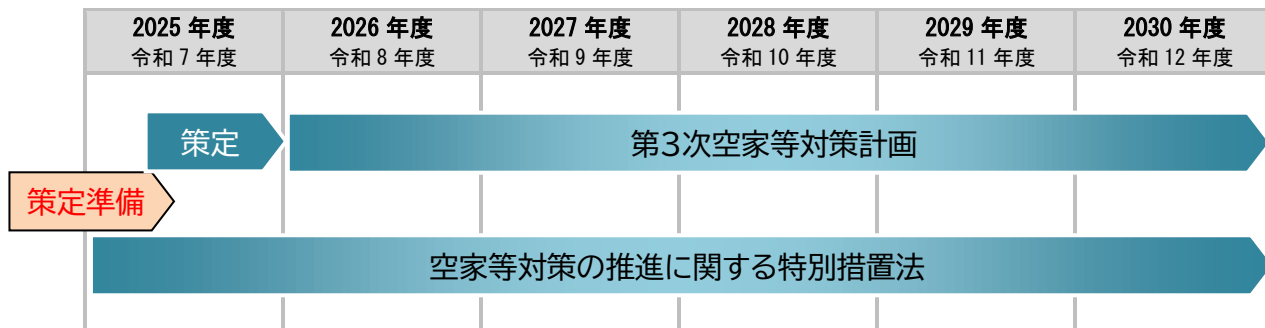 2025 年度 2026 年度 2027 年度 2028 年度 2029 年度 2030 年度
令和 7 年度 令和 8 年度 令和 9 年度 令和 10 年度 令和 11 年度 令和 12 年度
策定 第3次空家等対策計画
策定準備
空家等対策の推進に関する特別措置法